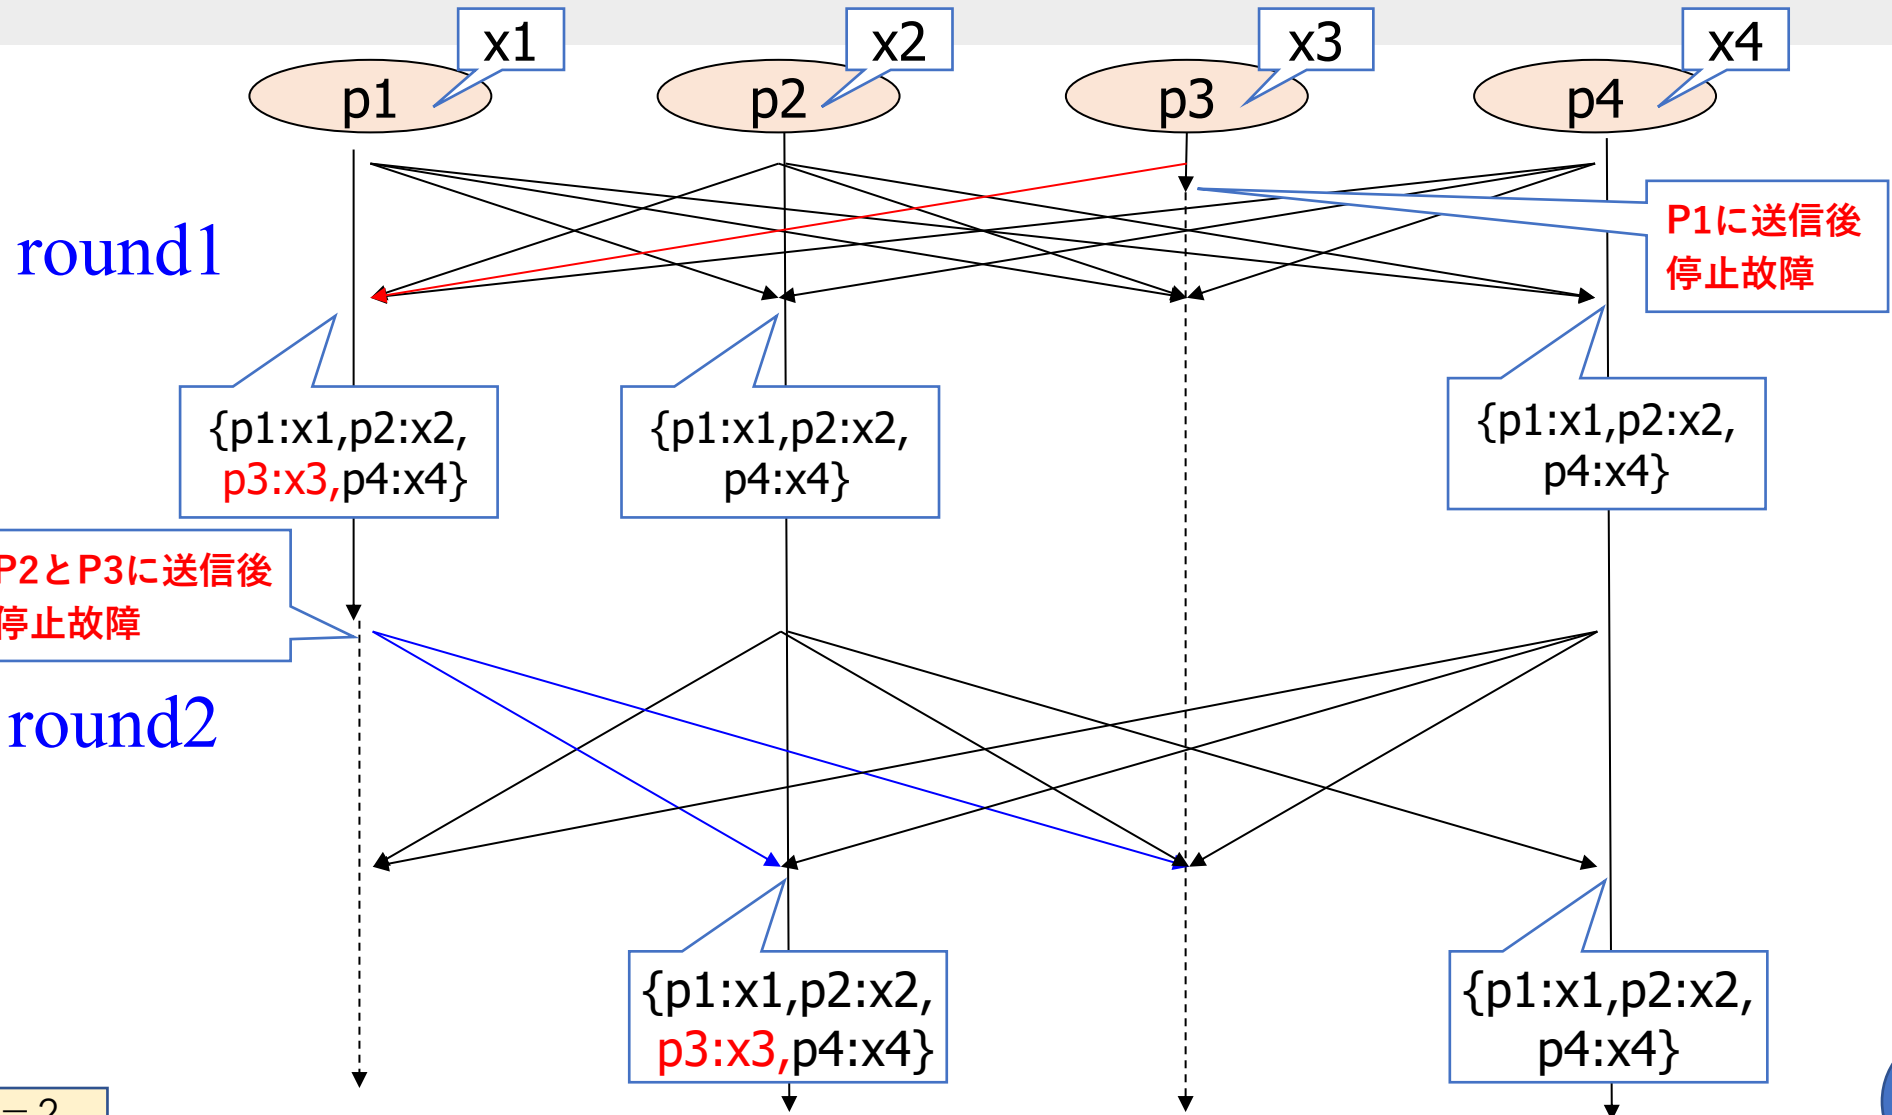 x1
x2
x3
x4
p1
p2
p3
p4
round1
P1に送信後
停止故障
{p1:x1,p2:x2,
p3:x3,p4:x4}
{p1:x1,p2:x2,
p4:x4}
{p1:x1,p2:x2,
p4:x4}
P2とP3に送信後
停止故障
round2
{p1:x1,p2:x2,
p3:x3,p4:x4}
{p1:x1,p2:x2,
p4:x4}